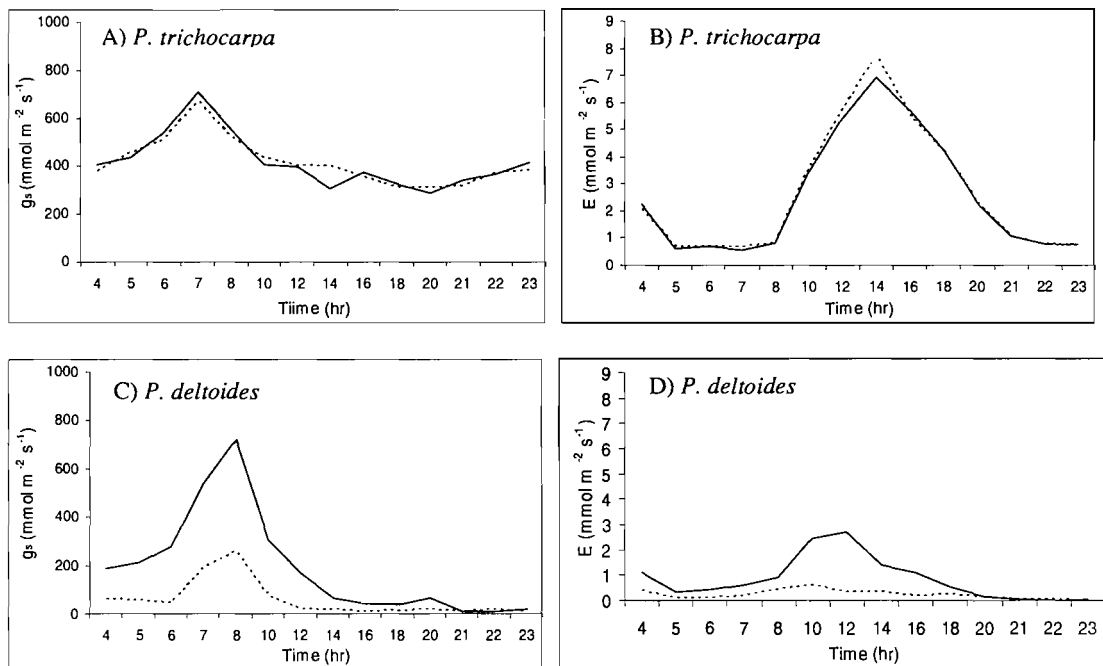 A) P. trichocarpa
gs (mmol m⁻² s⁻¹)
1000
800
600
400
200
0
4 5 6 7 8 10 12 14 16 18 20 21 22 23
Tiime (hr)
B) P. trichocarpa
E (mmol m⁻² s⁻¹)
9
8
7
6
5
4
3
2
1
0
4 5 6 7 8 10 12 14 16 18 20 21 22 23
Time (hr)
C) P. deltoides
gs (mmol m⁻² s⁻¹)
1000
800
600
400
200
0
4 5 6 7 8 10 12 14 16 18 20 21 22 23
Time (hr)
D) P. deltoides
E (mmol m⁻² s⁻¹)
9
8
7
6
5
4
3
2
1
0
4 5 6 7 8 10 12 14 16 18 20 21 22 23
Time (hr)